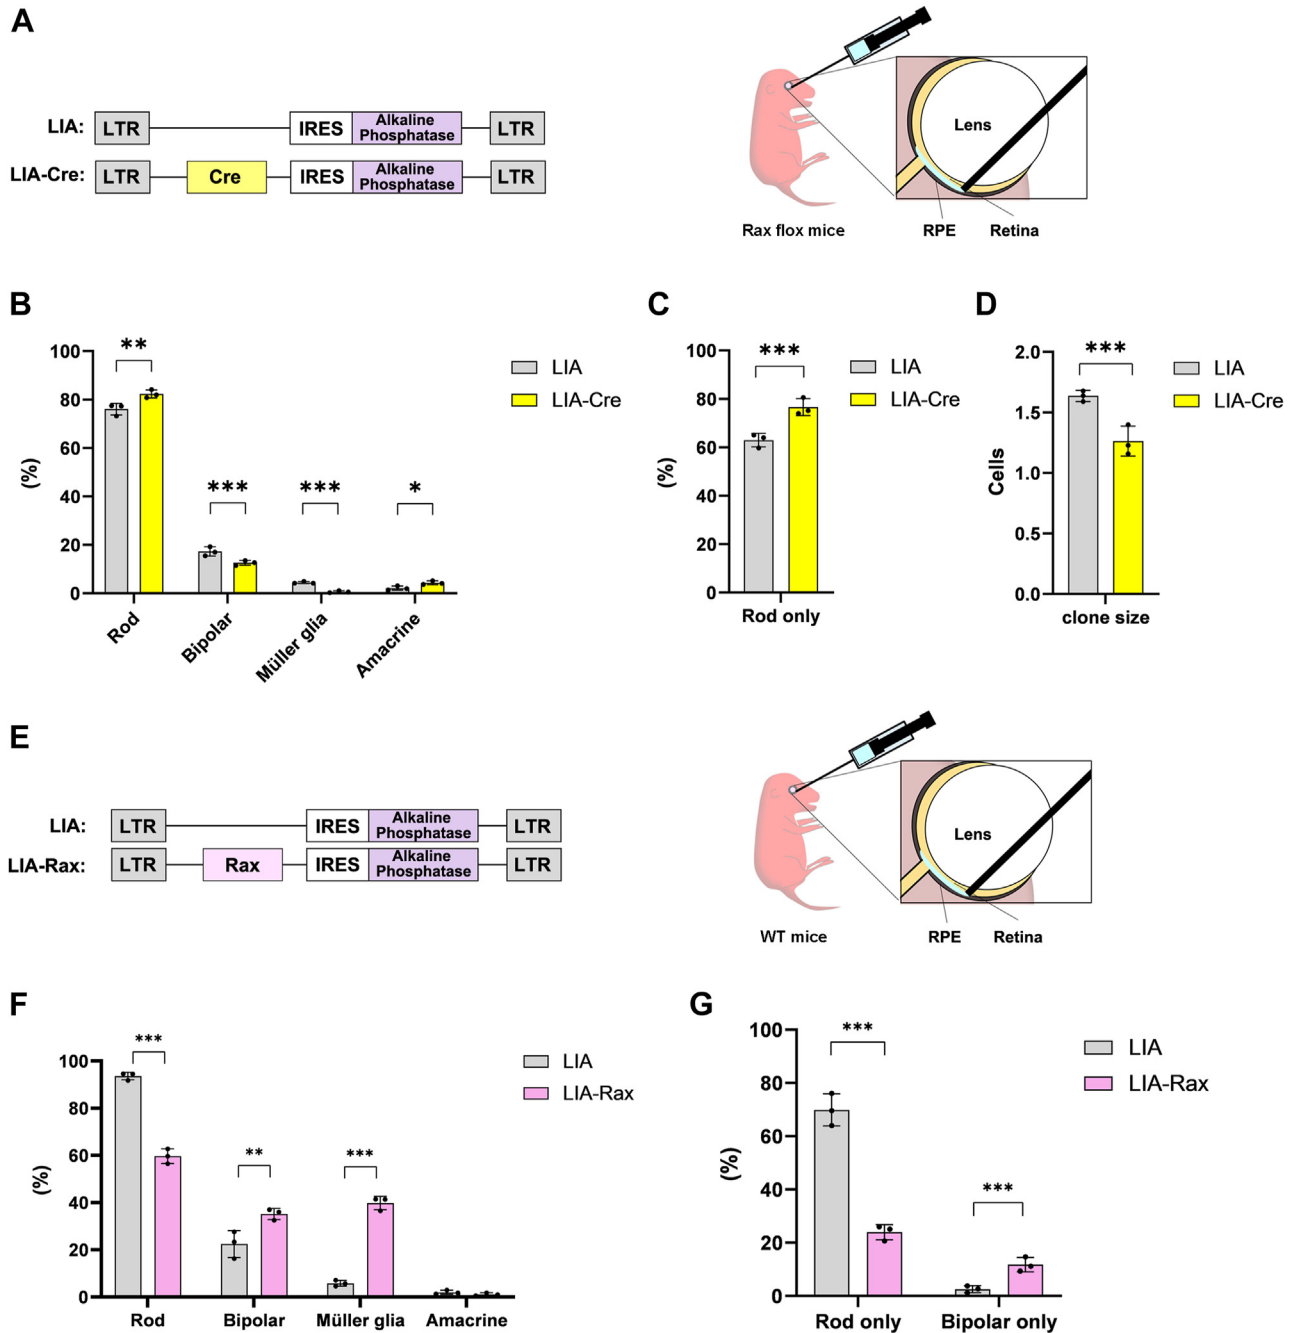 A
LIA:
LTR
IRES
Alkaline
Phosphatase
LTR
LIA-Cre:
LTR
Cre
IRES
Alkaline
Phosphatase
LTR
Lens
Rax flox mice
RPE
Retina
B
100
80
60
40
20
0
(%)
**
***
***
*
Rod
Bipolar
Müller glia
Amacrine
LIA
LIA-Cre
C
100
80
60
40
20
0
(%)
***
Rod only
LIA
LIA-Cre
D
2.0
1.5
1.0
0.5
0.0
Cells
***
clone size
LIA
LIA-Cre
E
LIA:
LTR
IRES
Alkaline
Phosphatase
LTR
LIA-Rax:
LTR
Rax
IRES
Alkaline
Phosphatase
LTR
Lens
WT mice
RPE
Retina
F
100
80
60
40
20
0
(%)
***
**
***
Rod
Bipolar
Müller glia
Amacrine
LIA
LIA-Rax
G
100
80
60
40
20
0
(%)
***
***
Rod only
Bipolar only
LIA
LIA-Rax